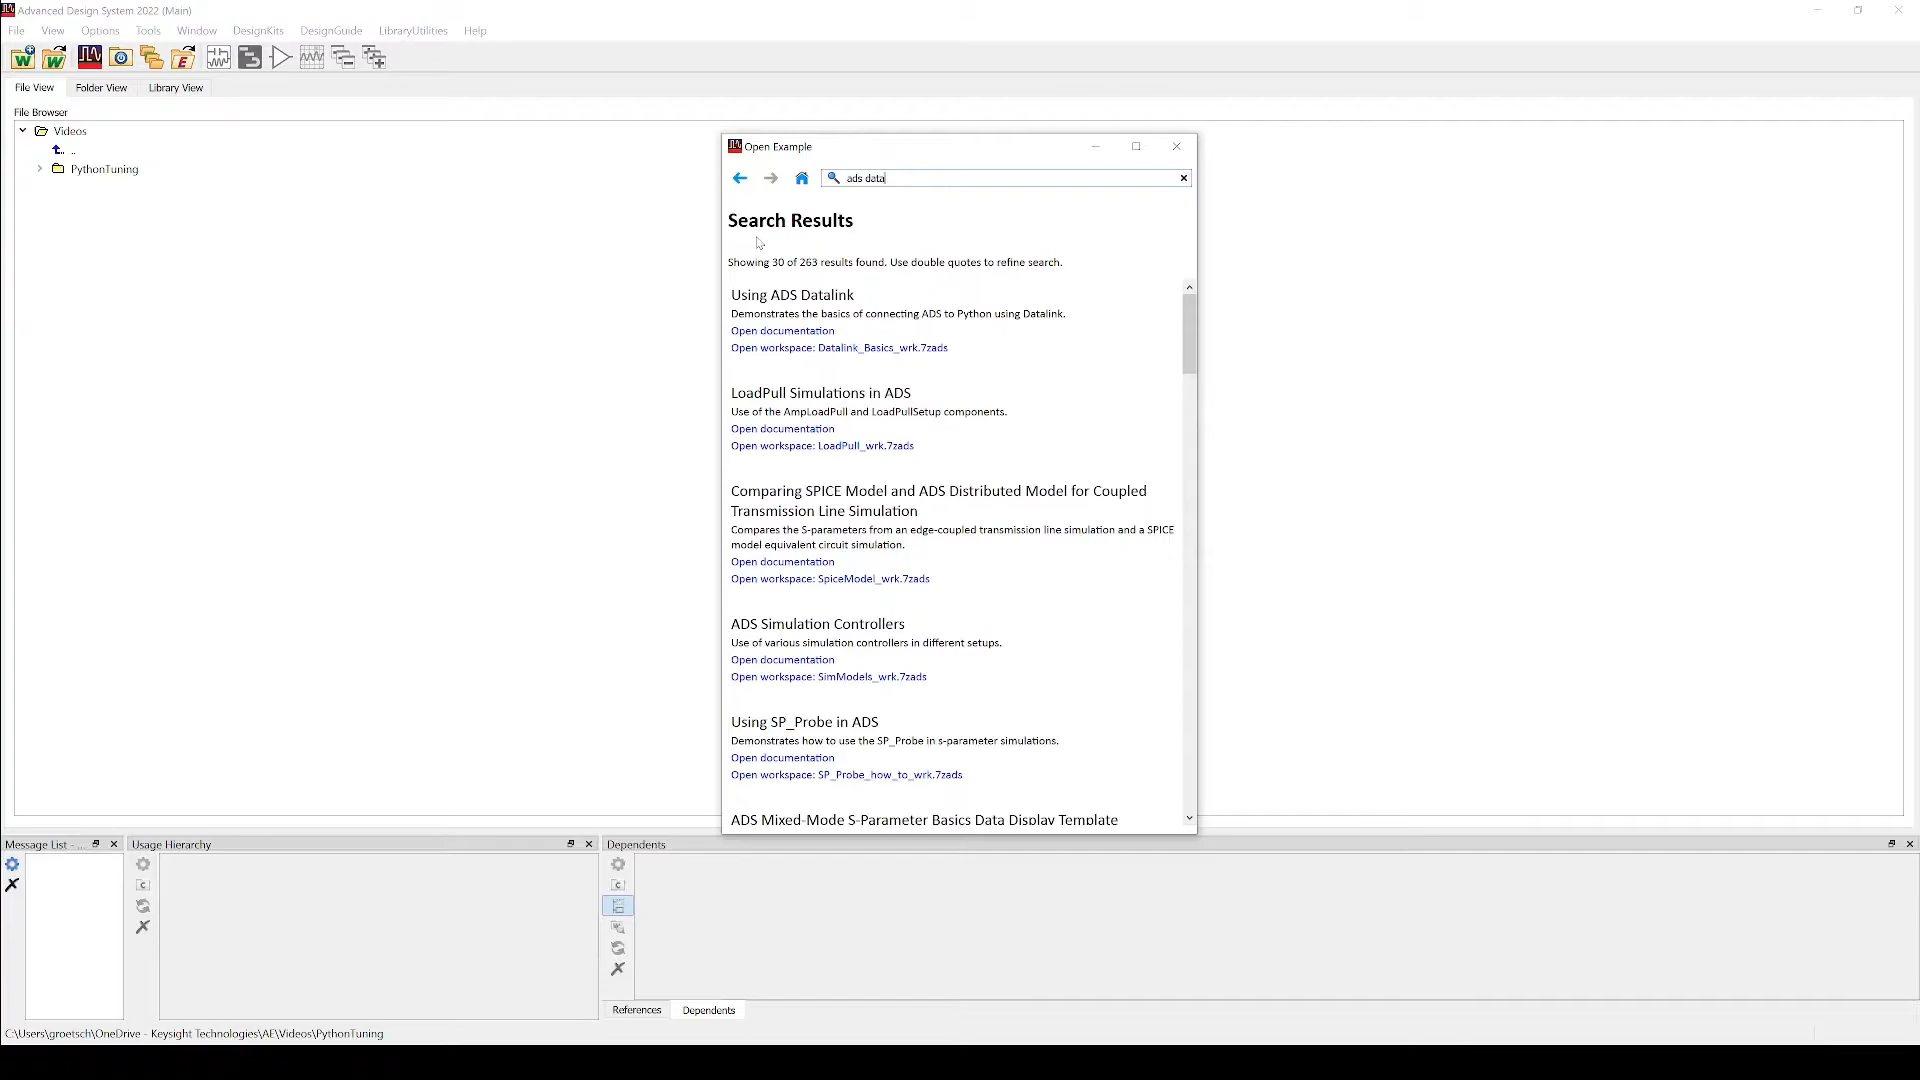 Advanced Design System 2022 (Main)
File View Options Tools Window DesignKits DesignGuide LibraryUtilities Help
File View Folder View Library View
File Browser
Videos
..
PythonTuning
Open Example
ads data
Search Results
Showing 30 of 263 results found. Use double quotes to refine search.
Using ADS Datalink
Demonstrates the basics of connecting ADS to Python using Datalink.
Open documentation
Open workspace: Datalink_Basics_wrk.7zads
LoadPull Simulations in ADS
Use of the AmpLoadPull and LoadPullSetup components.
Open documentation
Open workspace: LoadPull_wrk.7zads
Comparing SPICE Model and ADS Distributed Model for Coupled
Transmission Line Simulation
Compares the S-parameters from an edge-coupled transmission line simulation and a SPICE
model equivalent circuit simulation.
Open documentation
Open workspace: SpiceModel_wrk.7zads
ADS Simulation Controllers
Use of various simulation controllers in different setups.
Open documentation
Open workspace: SimModels_wrk.7zads
Using SP_Probe in ADS
Demonstrates how to use the SP_Probe in s-parameter simulations.
Open documentation
Open workspace: SP_Probe_how_to_wrk.7zads
ADS Mixed-Mode S-Parameter Basics Data Display Template
Message List - ... Usage Hierarchy Dependents
References Dependents
C:\Users\groetsch\OneDrive - Keysight Technologies\AE\Videos\PythonTuning